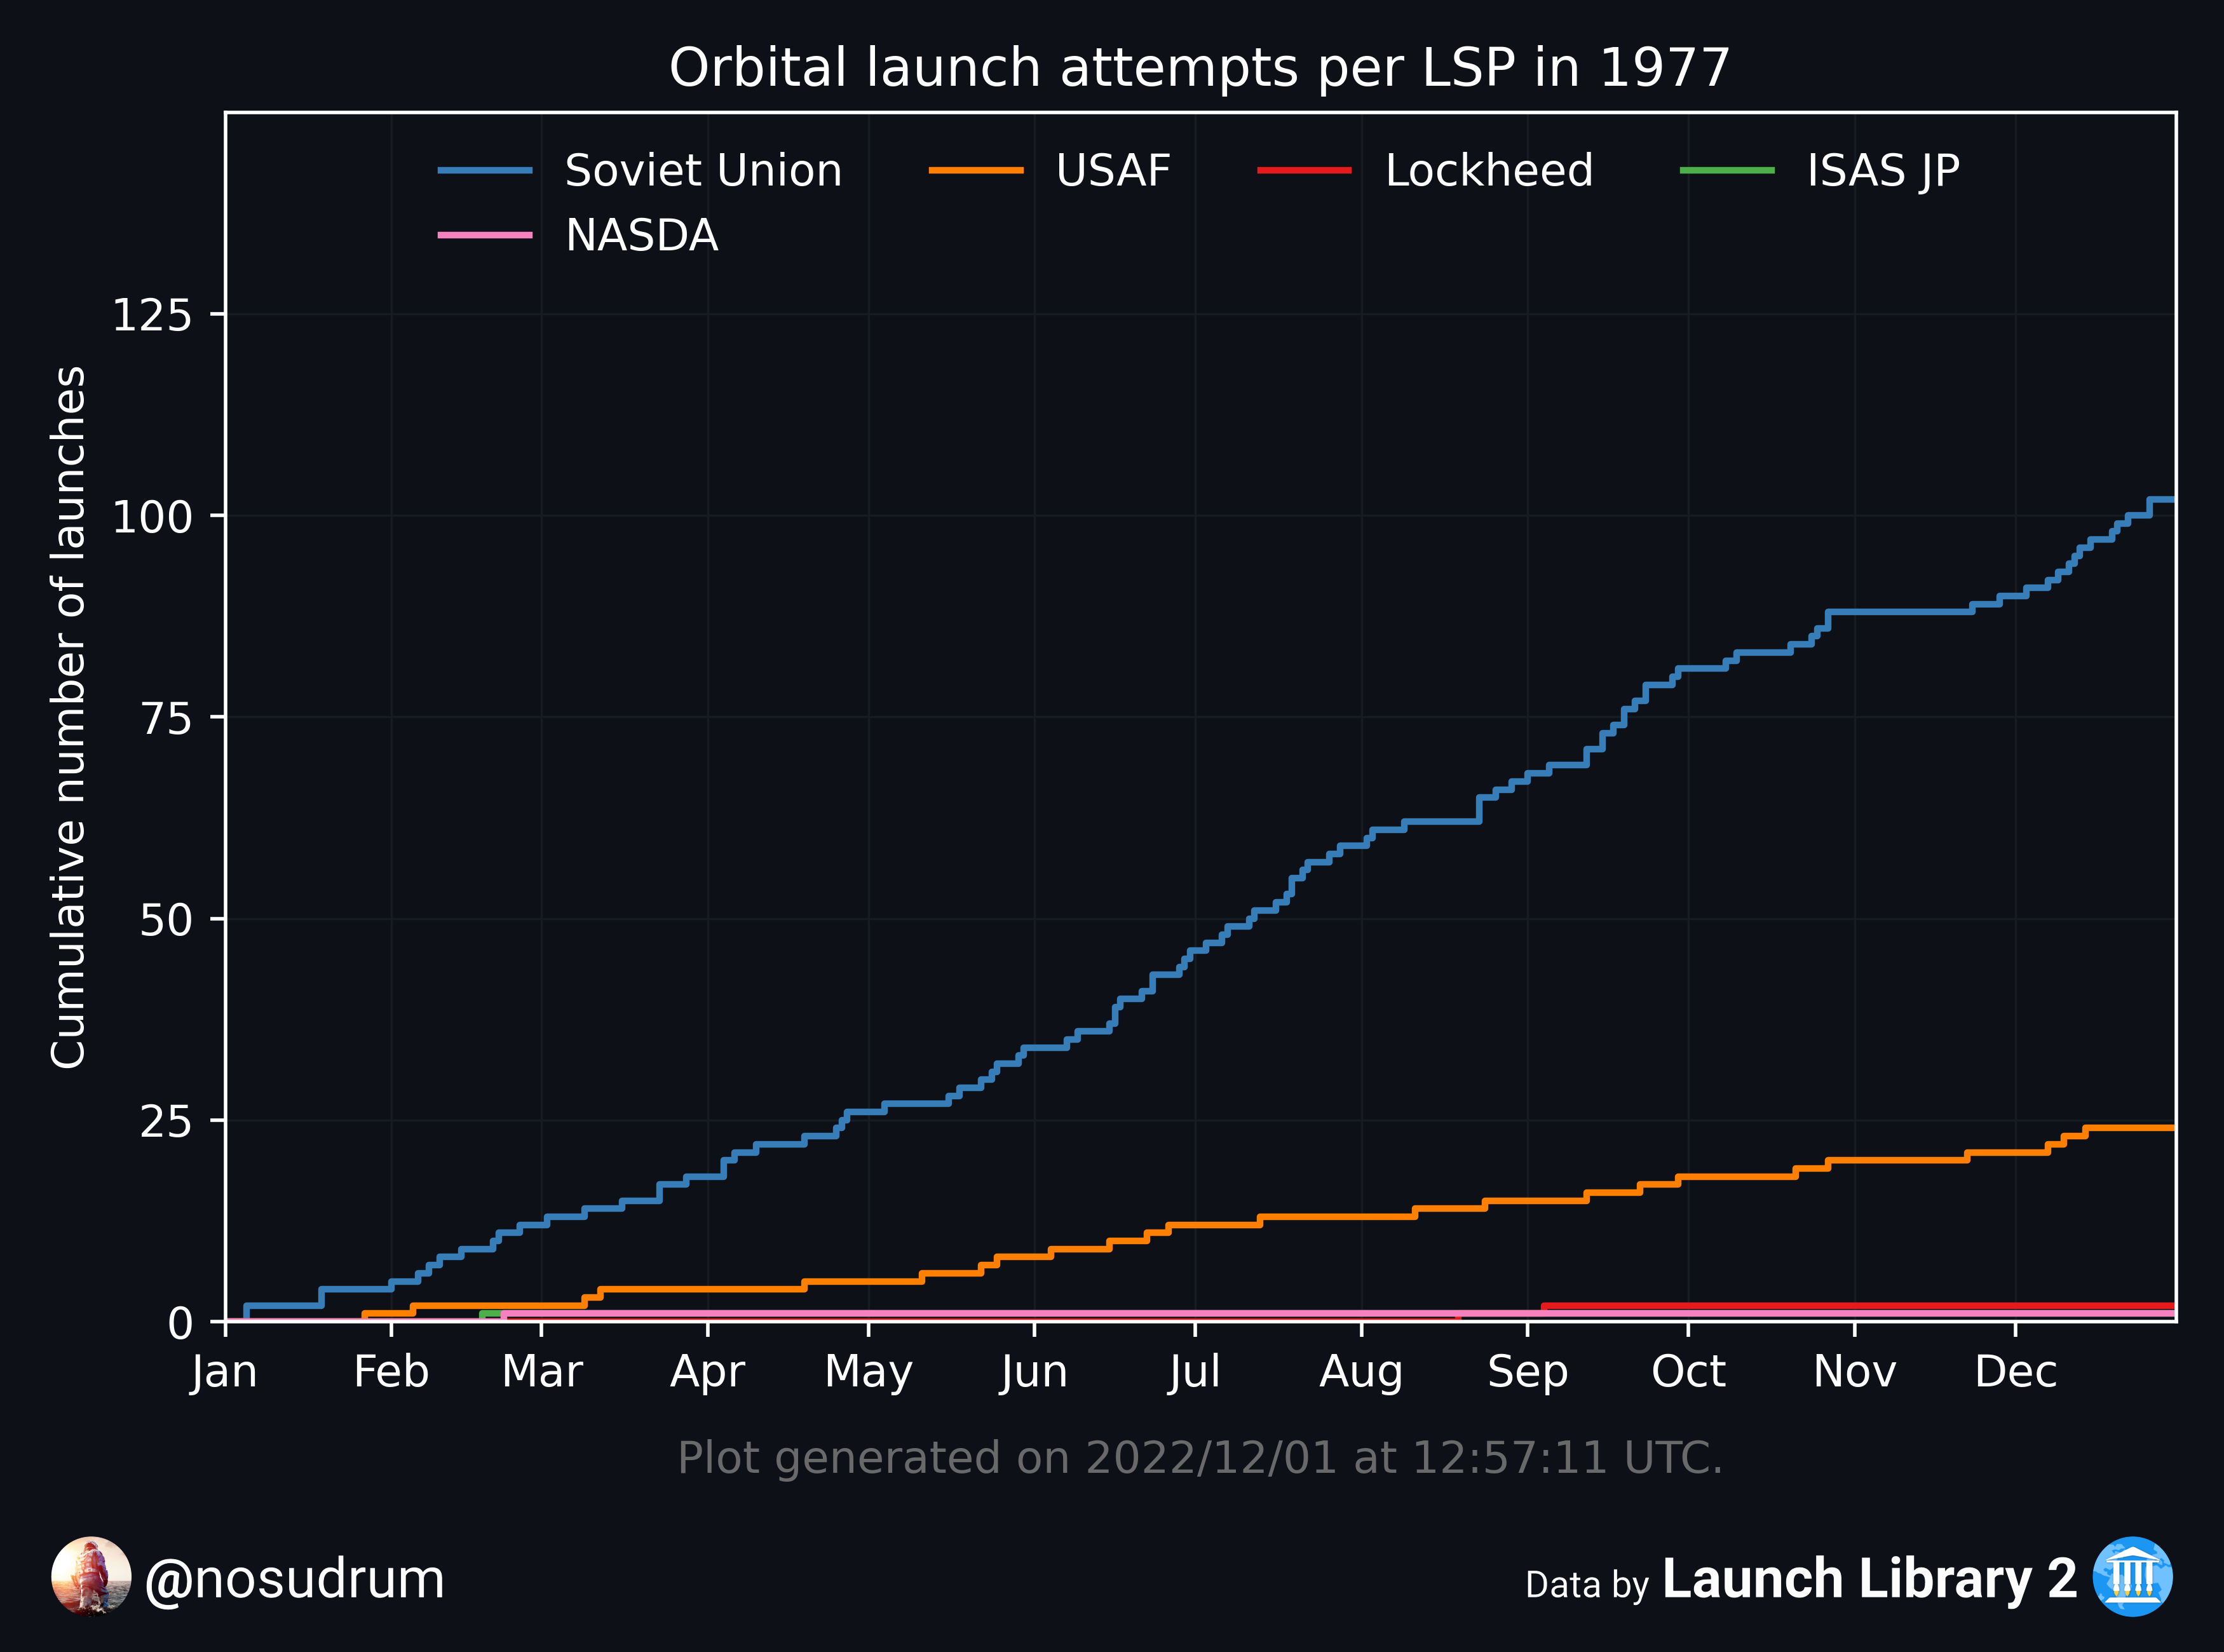 Orbital launch attempts per LSP in 1977
Soviet Union USAF Lockheed ISAS JP
NASDA
Cumulative number of launches
125
100
75
50
25
0
Jan Feb Mar Apr May Jun Jul Aug Sep Oct Nov Dec
Plot generated on 2022/12/01 at 12:57:11 UTC.
@nosudrum
Data by Launch Library 2